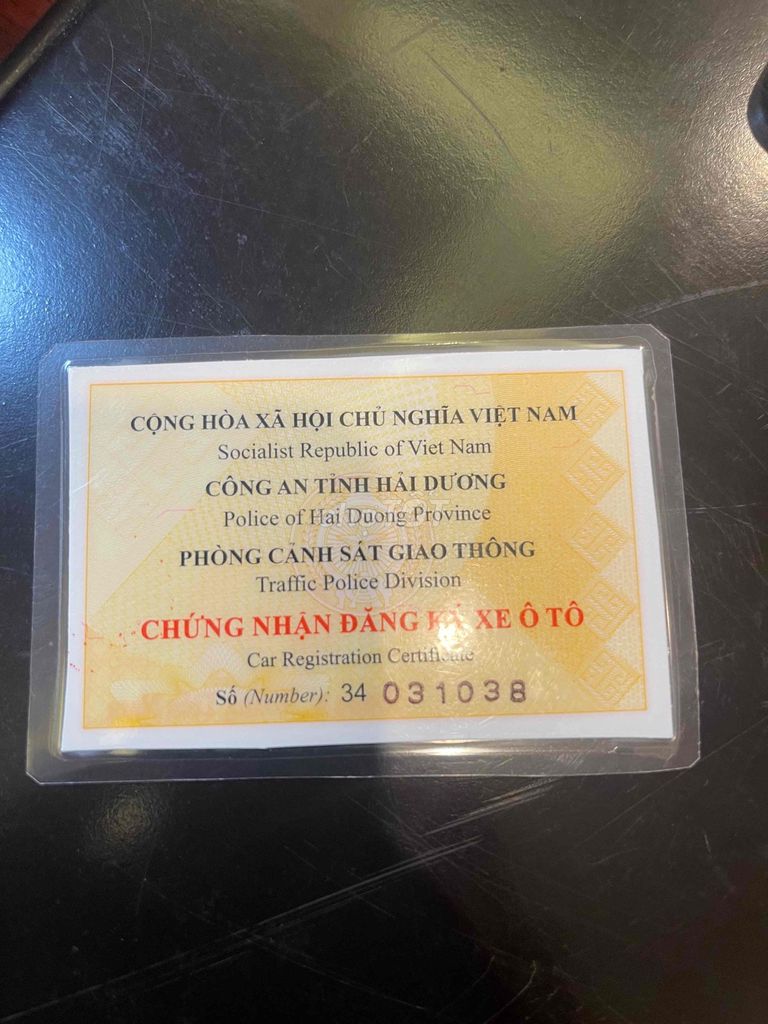 CỘNG HÒA XÃ HỘI CHỦ NGHĨA VIỆT NAM
Socialist Republic of Viet Nam
CÔNG AN TỈNH HẢI DƯƠNG
Police of Hai Duong Province
PHÒNG CẢNH SÁT GIAO THÔNG
Traffic Police Division
CHỨNG NHẬN ĐĂNG KÝ XE Ô TÔ
Car Registration Certificate
Số (Number): 34 031038